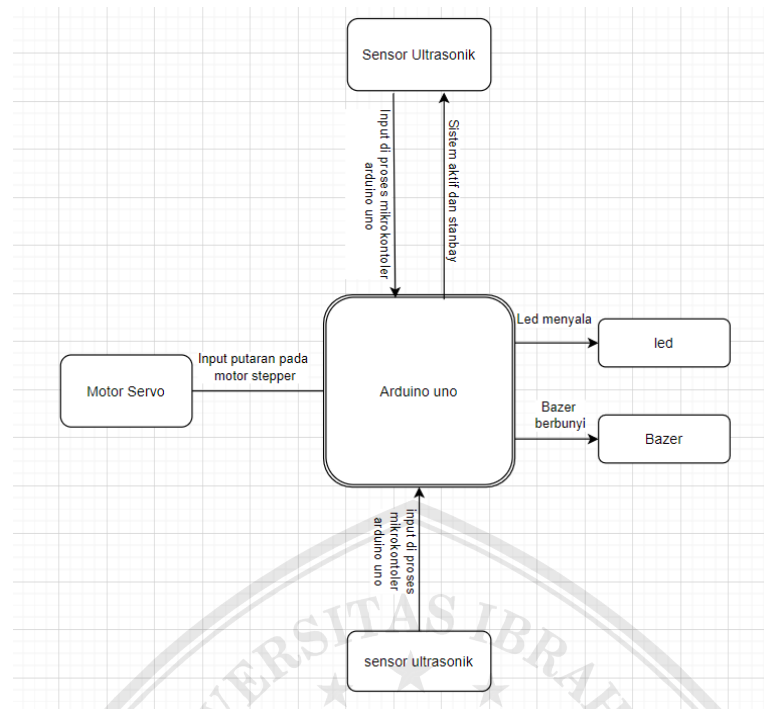 Sensor Ultrasonik
Input di proses
mikrokontoler
arduino uno
Sistem aktif dan stanbay
Led menyala
led
Input putaran pada
motor stepper
Motor Servo
Arduino uno
Bazer
berbunyi
Bazer
input di proses
mikrokontoler
arduino uno
sensor ultrasonik